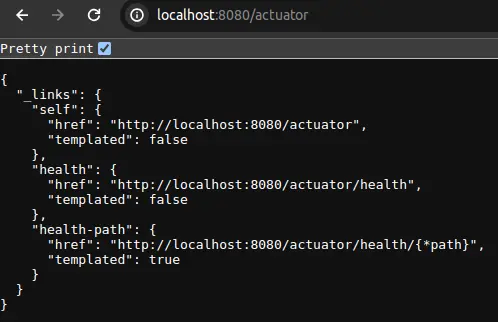 localhost:8080/actuator
Pretty print
{
  "_links": {
    "self": {
      "href": "http://localhost:8080/actuator",
      "templated": false
    },
    "health": {
      "href": "http://localhost:8080/actuator/health",
      "templated": false
    },
    "health-path": {
      "href": "http://localhost:8080/actuator/health/{*path}",
      "templated": true
    }
  }
}